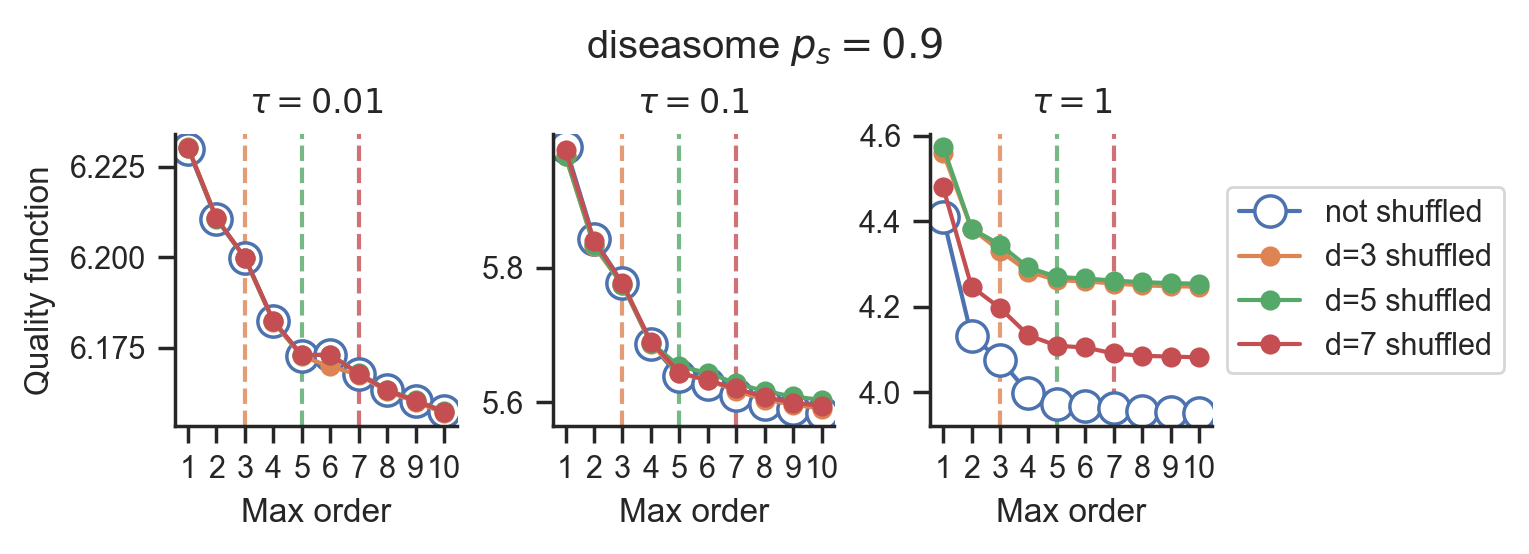 diseasome pₛ = 0.9
τ = 0.01
τ = 0.1
τ = 1
Quality function
6.225
6.200
6.175
1 2 3 4 5 6 7 8 9 10
Max order
5.8
5.6
1 2 3 4 5 6 7 8 9 10
Max order
4.6
4.4
4.2
4.0
1 2 3 4 5 6 7 8 9 10
Max order
not shuffled
d=3 shuffled
d=5 shuffled
d=7 shuffled